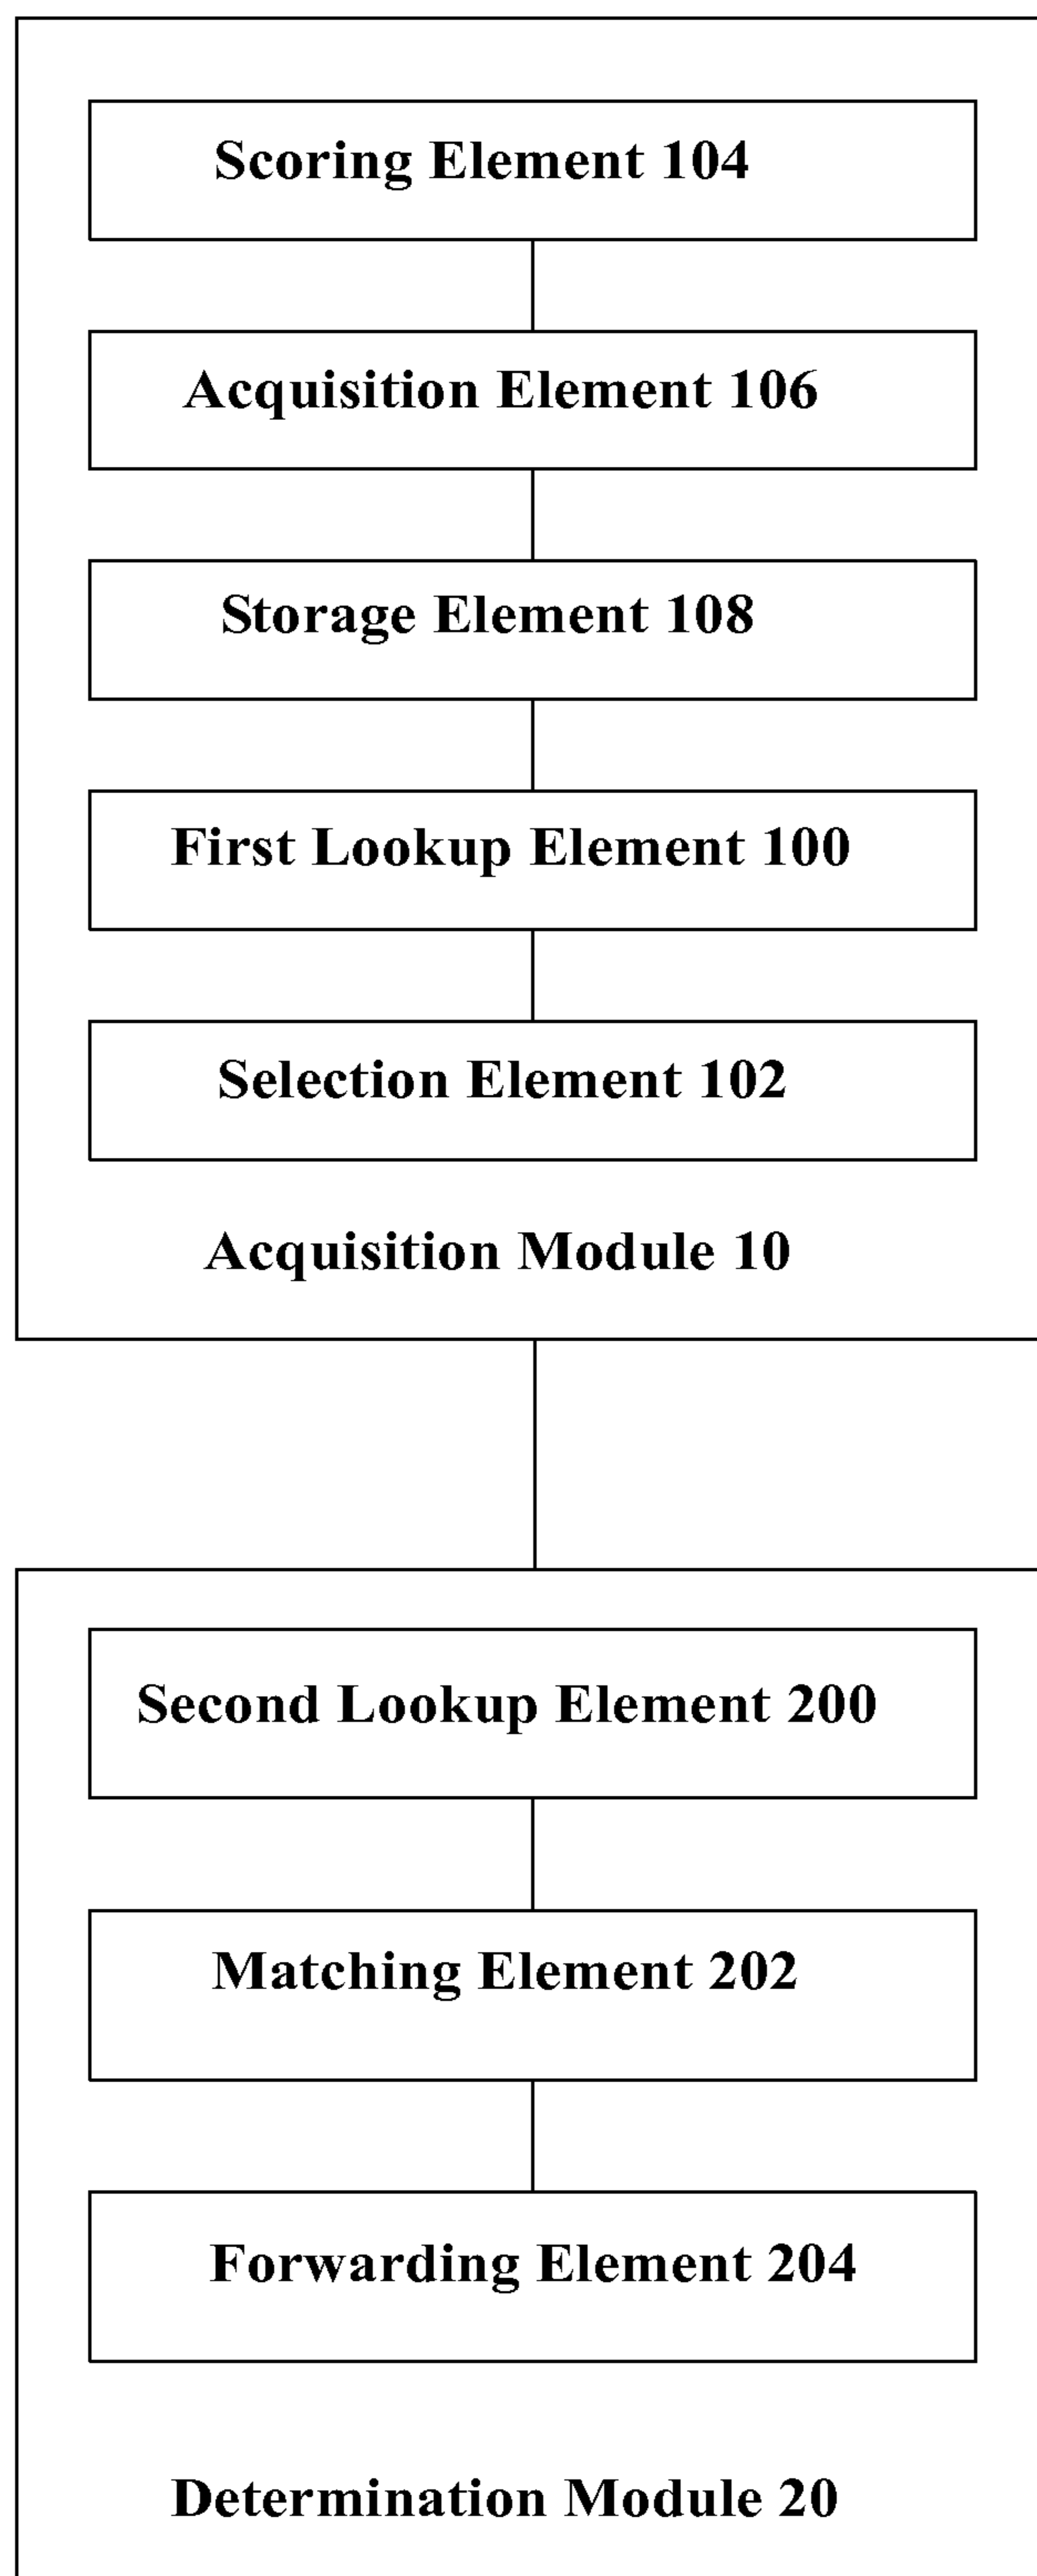 Scoring Element 104
Acquisition Element 106
Storage Element 108
First Lookup Element 100
Selection Element 102
Acquisition Module 10
Second Lookup Element 200
Matching Element 202
Forwarding Element 204
Determination Module 20